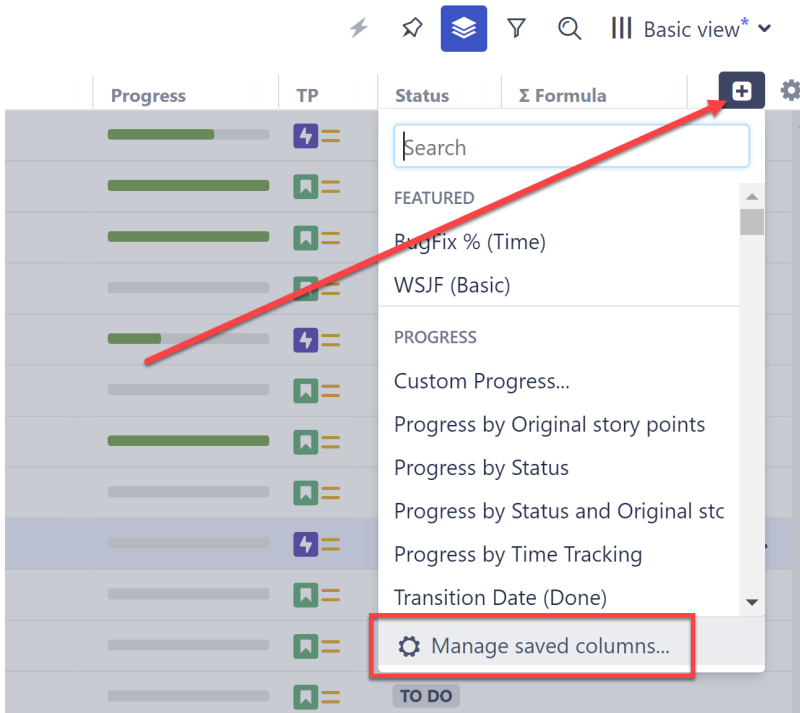 Basic view*
Progress TP Status Σ Formula
Search
FEATURED
BugFix % (Time)
WSJF (Basic)
PROGRESS
Custom Progress...
Progress by Original story points
Progress by Status
Progress by Status and Original stc
Progress by Time Tracking
Transition Date (Done)
Manage saved columns...
TO DO